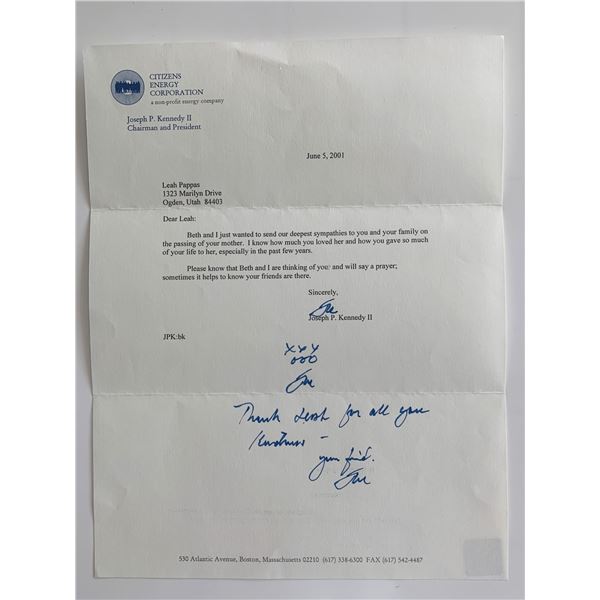 CITIZENS
ENERGY
CORPORATION
a non-profit energy company
Joseph P. Kennedy II
Chairman and President
June 5, 2001
Leah Pappas
1323 Marilyn Drive
Ogden, Utah 84403
Dear Leah:
Beth and I just wanted to send our deepest sympathies to you and your family on
the passing of your mother. I know how much you loved her and how you gave so much
of your life to her, especially in the past few years.
Please know that Beth and I are thinking of you and will say a prayer;
sometimes it helps to know your friends are there.
Sincerely,
Joe
Joseph P. Kennedy II
JPK:bk
xxx
ooo
Joe
Thank Leah for all your
kindness -
your friend.
Joe
530 Atlantic Avenue, Boston, Massachusetts 02210 (617) 338-6300 FAX (617) 542-4487